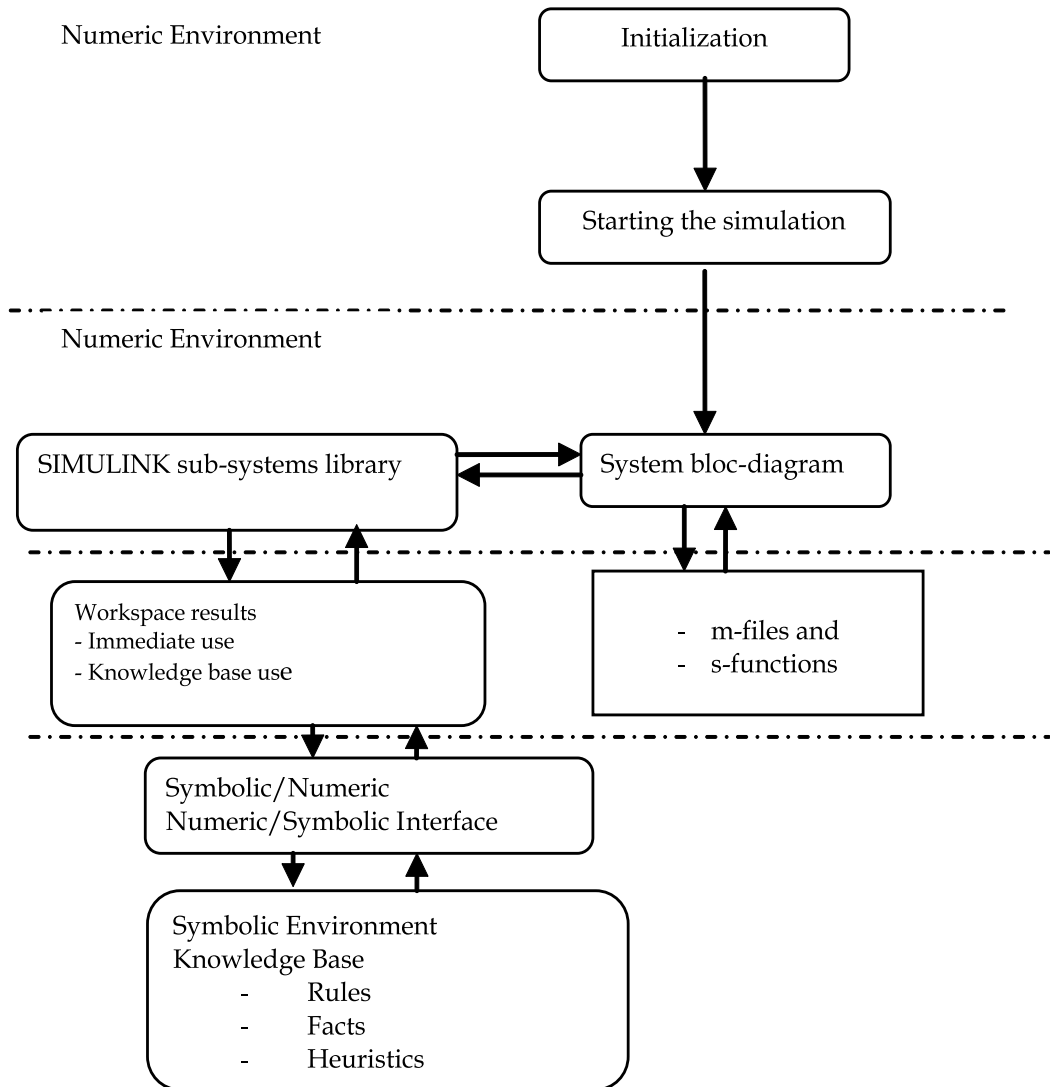 Numeric Environment
Initialization
Starting the simulation
Numeric Environment
SIMULINK sub-systems library
System bloc-diagram
Workspace results
- Immediate use
- Knowledge base use
- m-files and
- s-functions
Symbolic/Numeric
Numeric/Symbolic Interface
Symbolic Environment
Knowledge Base
- Rules
- Facts
- Heuristics